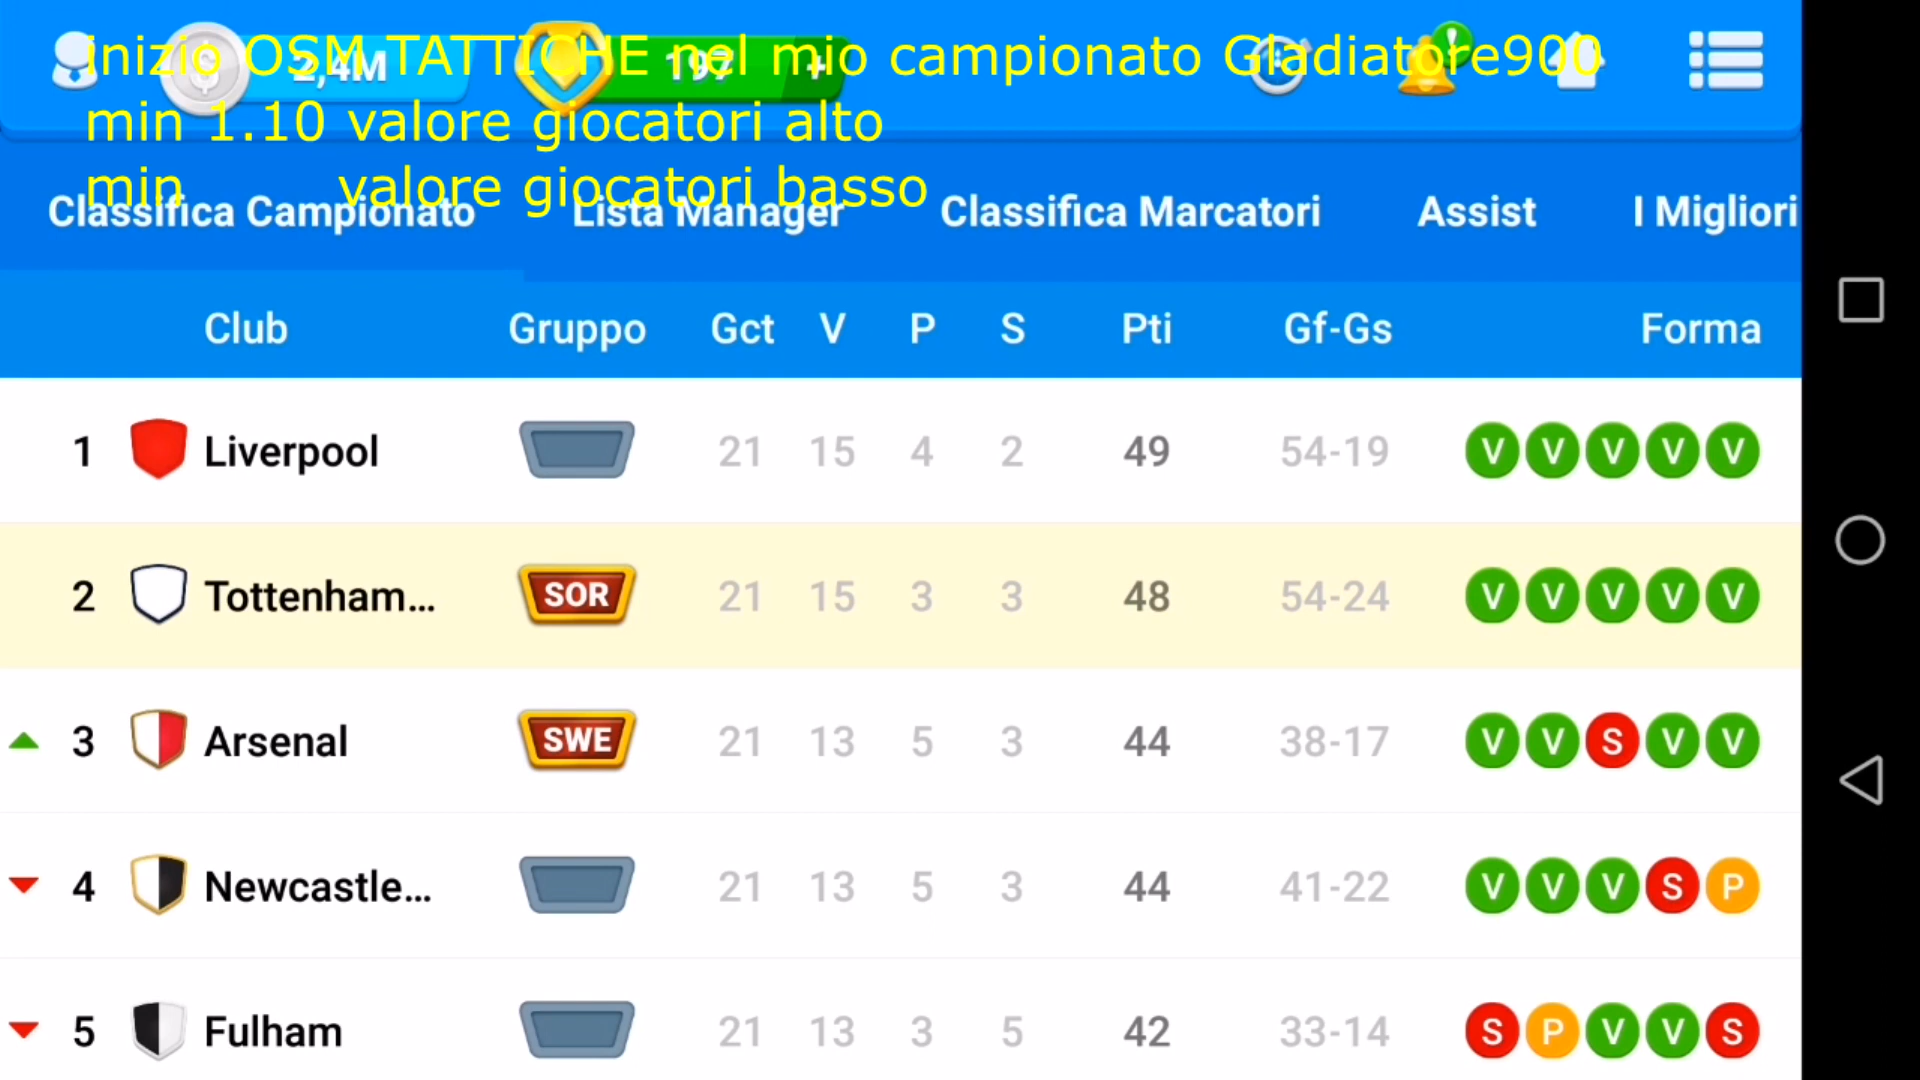 inizio OSM TATTICHE nel mio campionato Gladiatore900
2,4M 197 +
min 1.10 valore giocatori alto
min valore giocatori basso
Classifica Campionato Lista Manager Classifica Marcatori Assist I Migliori
Club Gruppo Gct V P S Pti Gf-Gs Forma
1 Liverpool 21 15 4 2 49 54-19 V V V V V
2 Tottenham... SOR 21 15 3 3 48 54-24 V V V V V
3 Arsenal SWE 21 13 5 3 44 38-17 V V S V V
4 Newcastle... 21 13 5 3 44 41-22 V V V S P
5 Fulham 21 13 3 5 42 33-14 S P V V S